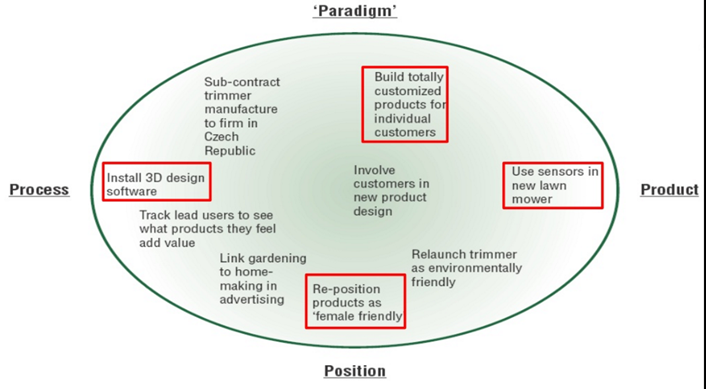 ‘Paradigm’
Sub-contract
trimmer
manufacture
to firm in
Czech
Republic
Build totally
customized
products for
individual
customers
Process
Install 3D design
software
Involve
customers in
new product
design
Use sensors in
new lawn
mower
Product
Track lead users to see
what products they feel
add value
Link gardening
to home-
making in
advertising
Relaunch trimmer
as environmentally
friendly
Re-position
products as
‘female friendly
Position